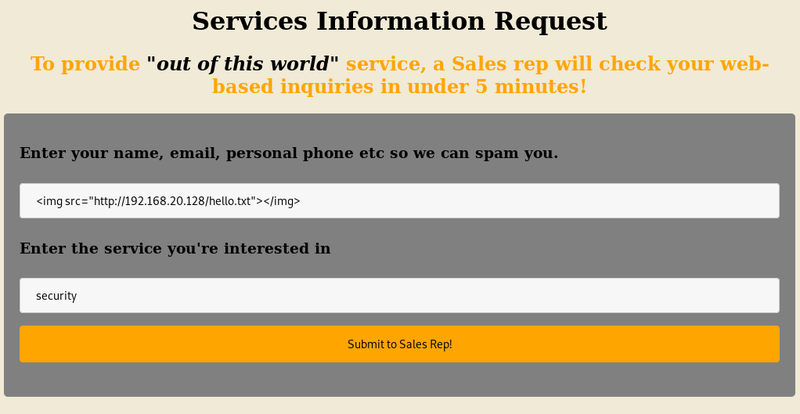 Services Information Request
To provide "out of this world" service, a Sales rep will check your web-
based inquiries in under 5 minutes!
Enter your name, email, personal phone etc so we can spam you.
<img src="http://192.168.20.128/hello.txt"></img>
Enter the service you're interested in
security
Submit to Sales Rep!